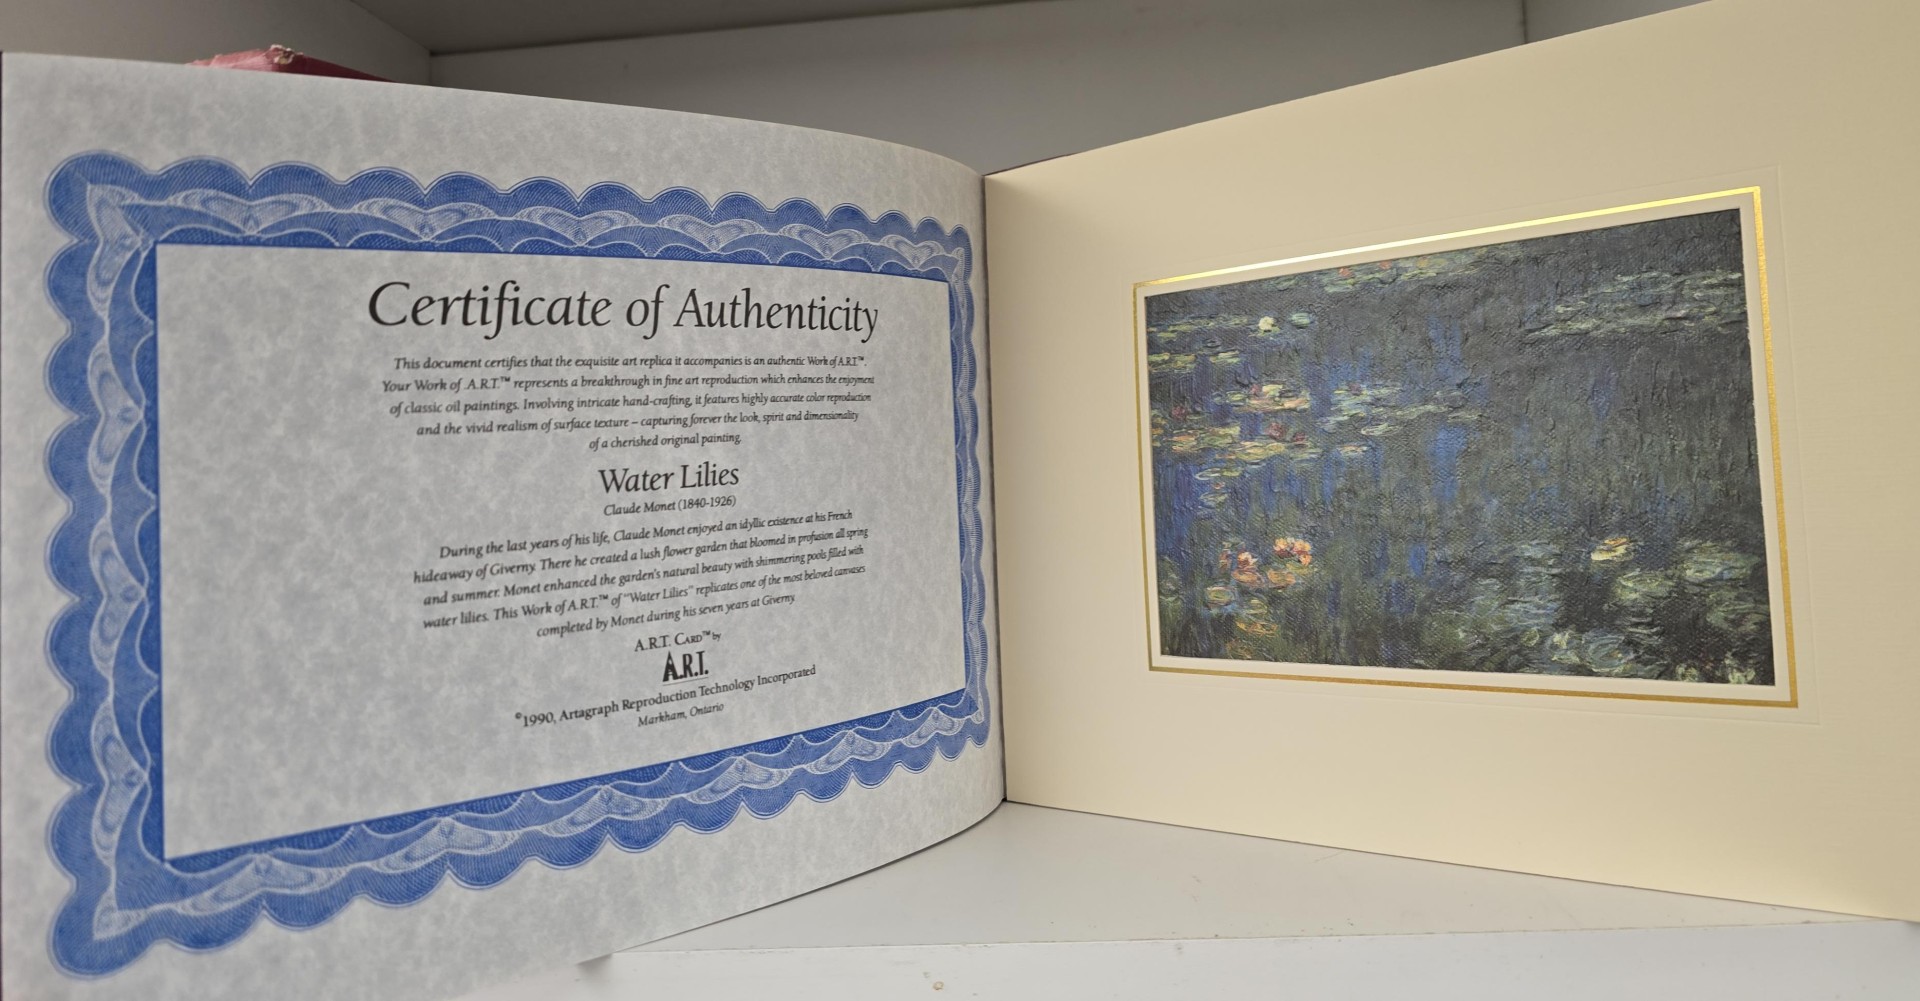 Certificate of Authenticity
This document certifies that the exquisite art replica it accompanies is an authentic Work of A.R.T.™.
Your Work of A.R.T.™ represents a breakthrough in fine art reproduction which enhances the enjoyment
of classic oil paintings. Involving intricate hand-crafting, it features highly accurate color reproduction
and the vivid realism of surface texture – capturing forever the look, spirit and dimensionality
of a cherished original painting.
Water Lilies
Claude Monet (1840-1926)
During the last years of his life, Claude Monet enjoyed an idyllic existence at his French
hideaway of Giverny. There he created a lush flower garden that bloomed in profusion all spring
and summer. Monet enhanced the garden's natural beauty with shimmering pools filled with
water lilies. This Work of A.R.T.™ of "Water Lilies" replicates one of the most beloved canvases
completed by Monet during his seven years at Giverny.
A.R.T. CARD™ by
A.R.T.
©1990, Artagraph Reproduction Technology Incorporated
Markham, Ontario